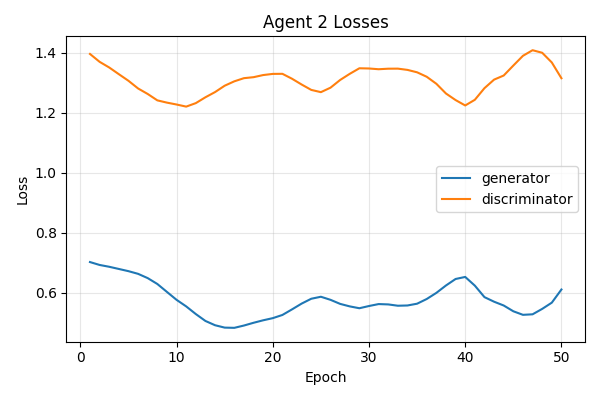 Agent 2 Losses
Loss
1.4
1.2
1.0
0.8
0.6
generator
discriminator
0 10 20 30 40 50
Epoch